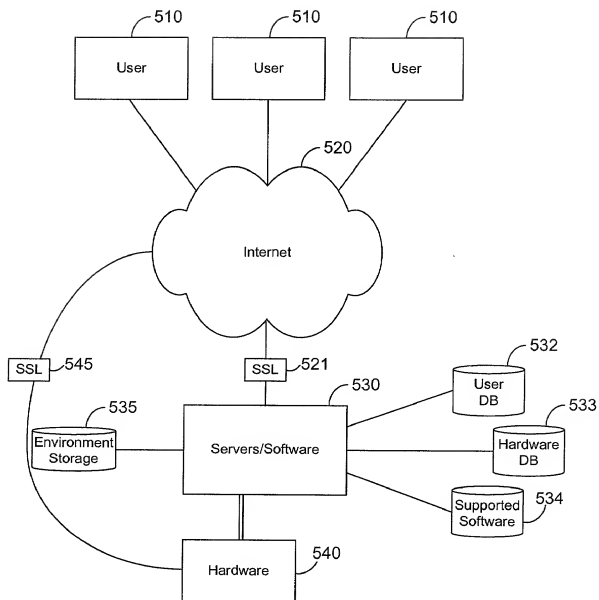 510
510
510
User
User
User
520
Internet
SSL
545
SSL
521
530
532
User
DB
535
Environment
Storage
Servers/Software
533
Hardware
DB
Supported
Software
534
540
Hardware